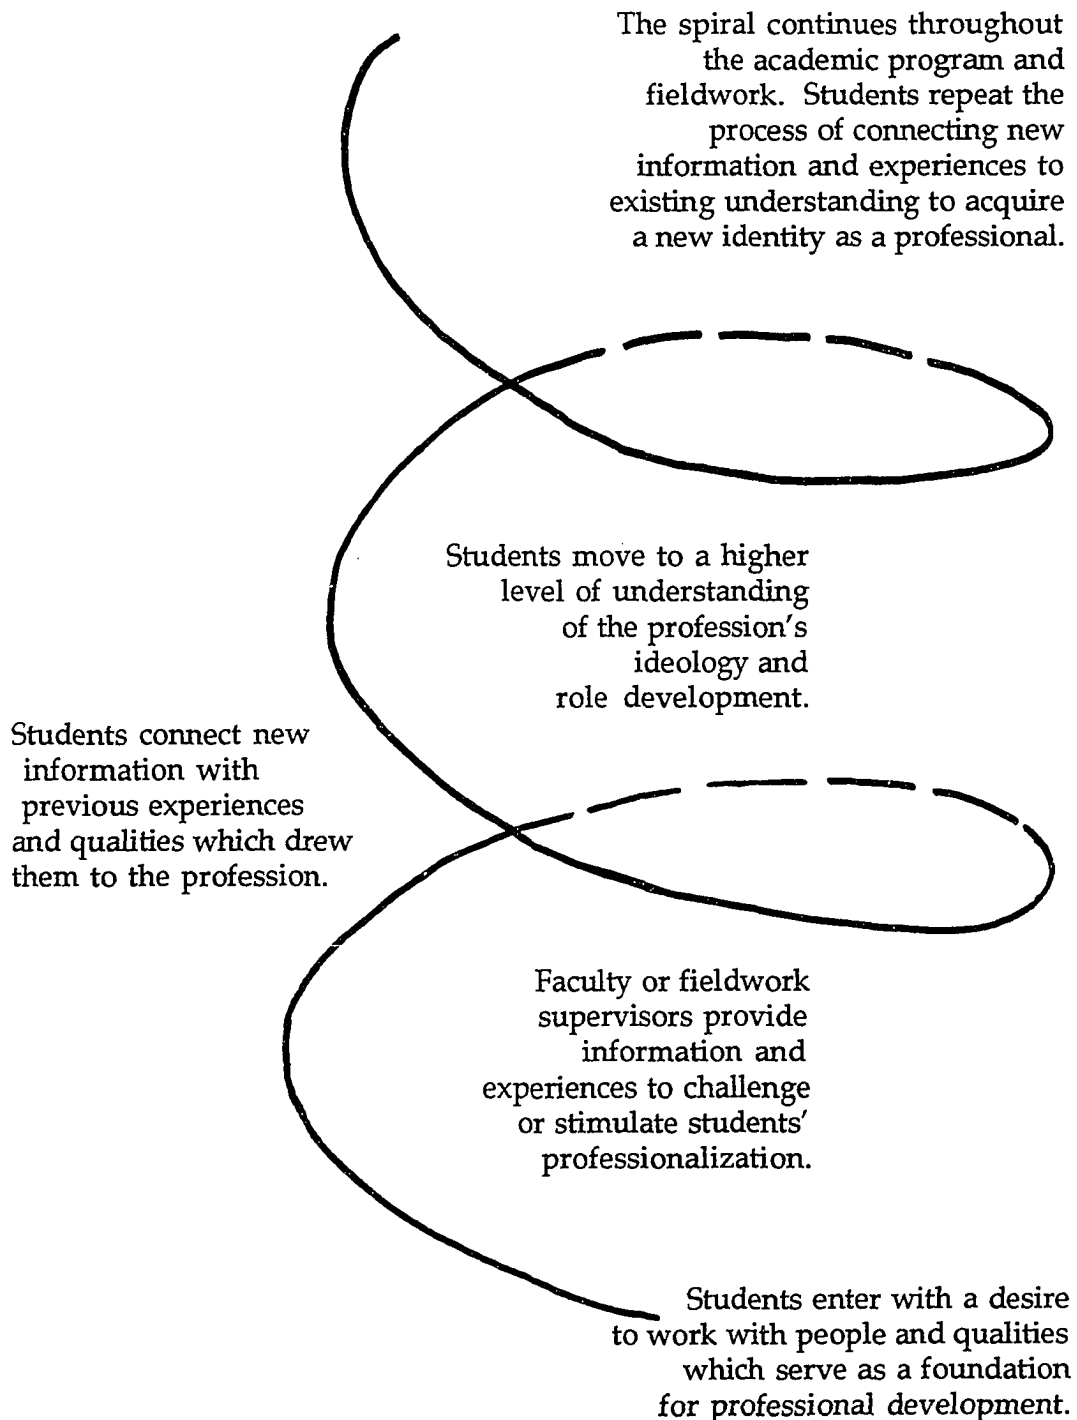 The spiral continues throughout
the academic program and
fieldwork. Students repeat the
process of connecting new
information and experiences to
existing understanding to acquire
a new identity as a professional.
Students move to a higher
level of understanding
of the profession's
ideology and
role development.
Students connect new
information with
previous experiences
and qualities which drew
them to the profession.
Faculty or fieldwork
supervisors provide
information and
experiences to challenge
or stimulate students'
professionalization.
Students enter with a desire
to work with people and qualities
which serve as a foundation
for professional development.